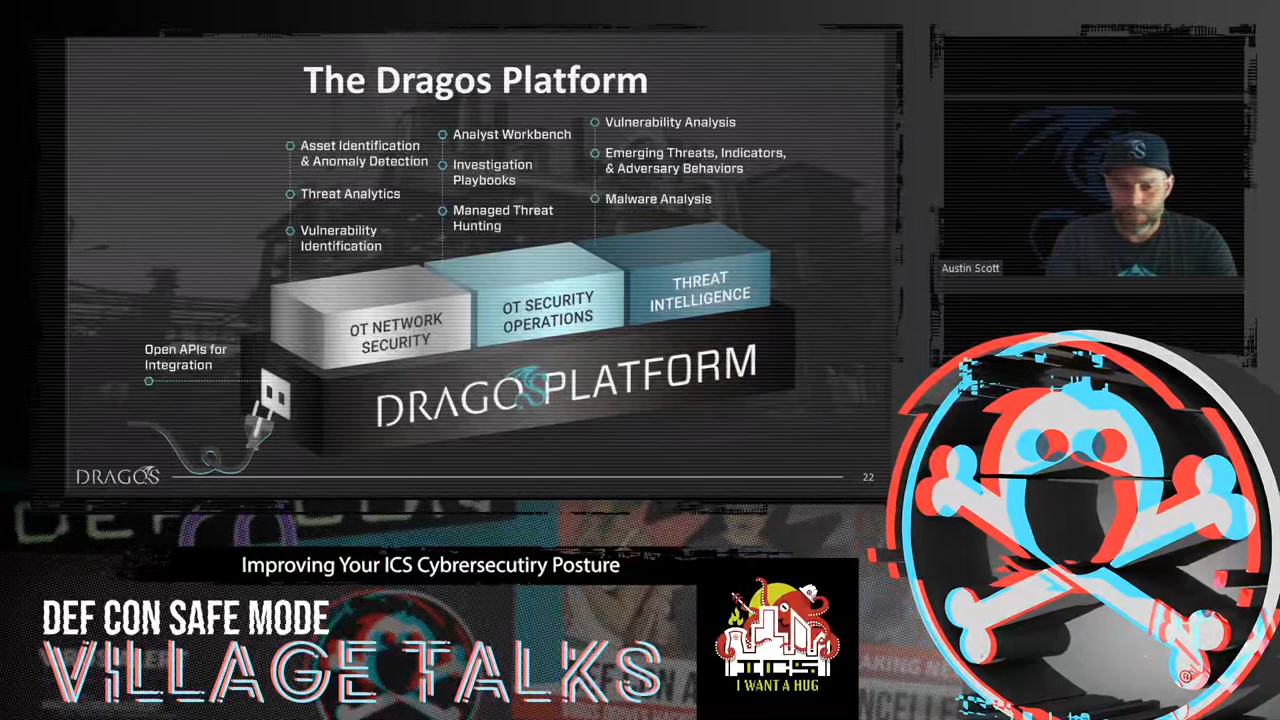 The Dragos Platform
Asset Identification
& Anomaly Detection
Threat Analytics
Vulnerability
Identification
Analyst Workbench
Investigation
Playbooks
Managed Threat
Hunting
Vulnerability Analysis
Emerging Threats, Indicators,
& Adversary Behaviors
Malware Analysis
OT NETWORK
SECURITY
OT SECURITY
OPERATIONS
THREAT
INTELLIGENCE
Open APIs for
Integration
DRAGOS PLATFORM
DRAGOS
22
Austin Scott
DEF CON
Improving Your ICS Cybrersecutiry Posture
DEF CON SAFE MODE
VILLAGE TALKS
ICS
I WANT A HUG